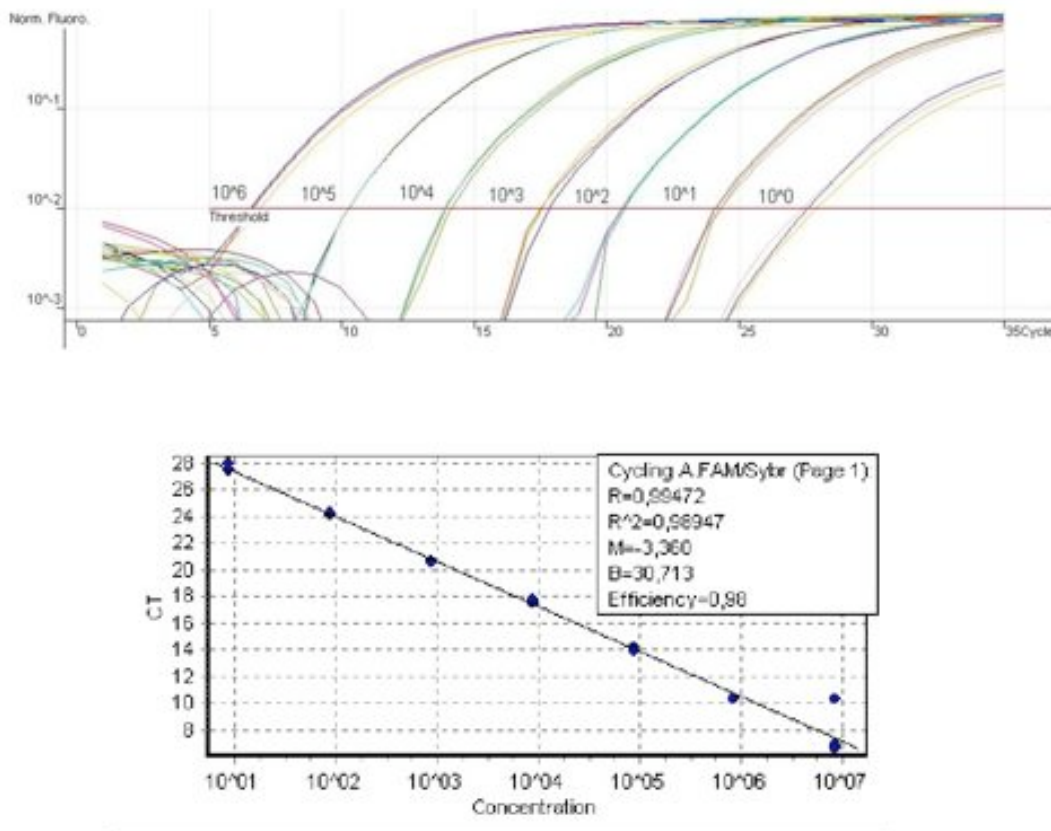 Norm. Fluoro.
10^-1
10^6 10^5 10^4 10^3 10^2 10^1 10^0
10^-2
Threshold
10^-3
0 5 10 15 20 25 30 35 Cycle
Cycling A.FAM/Sybr (Page 1)
R=0,99472
R^2=0,98947
M=-3,360
B=30,713
Efficiency=0,98
28
26
24
22
20
18
16
14
12
10
8
CT
10^01 10^02 10^03 10^04 10^05 10^06 10^07
Concentration